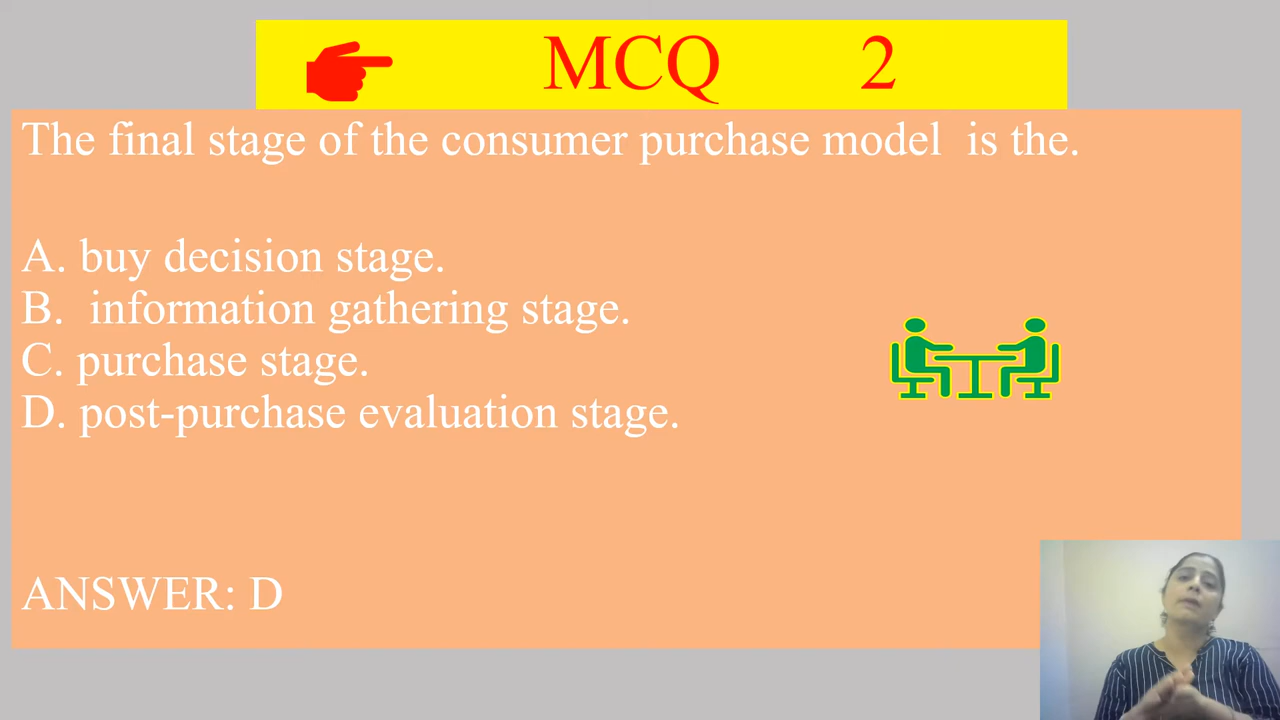 MCQ 2
The final stage of the consumer purchase model is the.
A. buy decision stage.
B. information gathering stage.
C. purchase stage.
D. post-purchase evaluation stage.
ANSWER: D